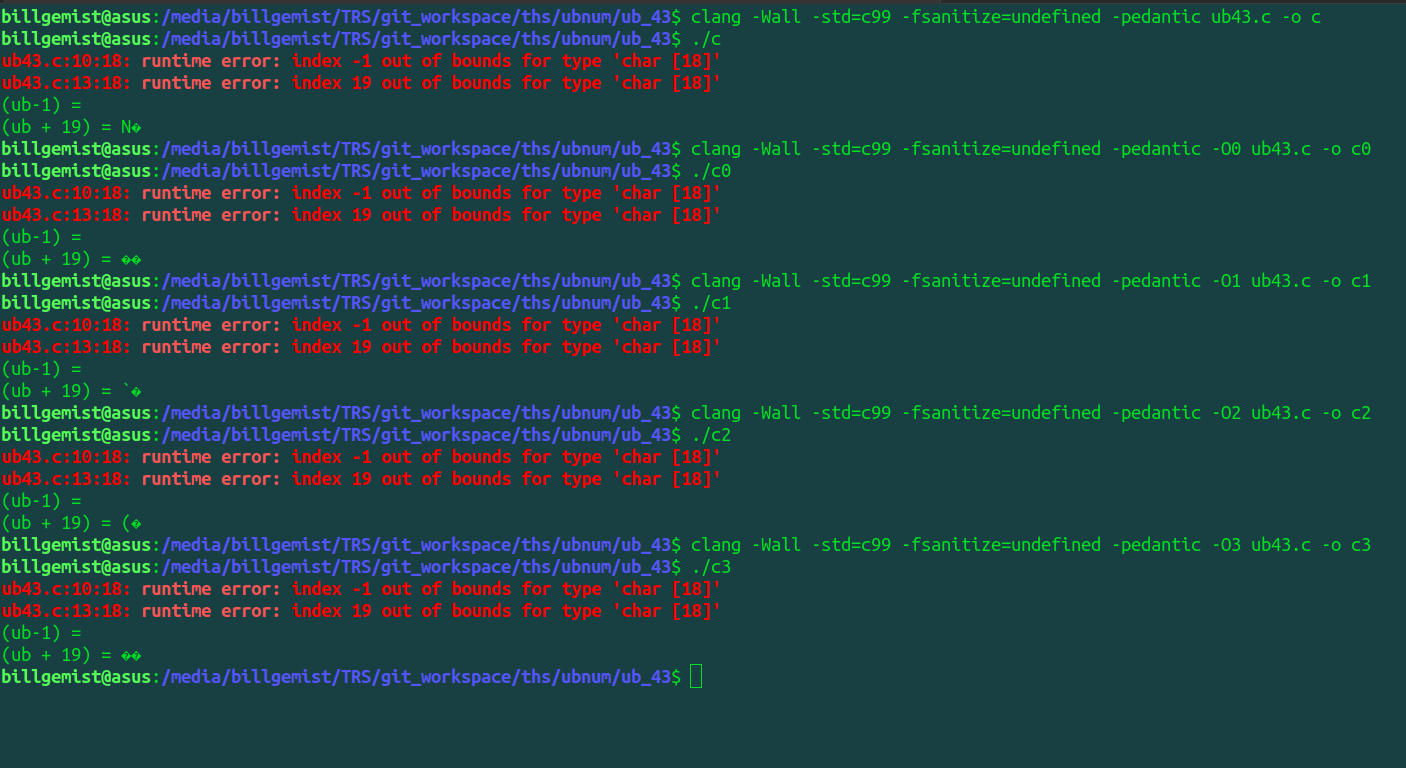 billgemist@asus:/media/billgemist/TRS/git_workspace/ths/ubnum/ub_43$ clang -Wall -std=c99 -fsanitize=undefined -pedantic ub43.c -o c
billgemist@asus:/media/billgemist/TRS/git_workspace/ths/ubnum/ub_43$ ./c
ub43.c:10:18: runtime error: index -1 out of bounds for type 'char [18]'
ub43.c:13:18: runtime error: index 19 out of bounds for type 'char [18]'
(ub-1) =
(ub + 19) = N�
billgemist@asus:/media/billgemist/TRS/git_workspace/ths/ubnum/ub_43$ clang -Wall -std=c99 -fsanitize=undefined -pedantic -O0 ub43.c -o c0
billgemist@asus:/media/billgemist/TRS/git_workspace/ths/ubnum/ub_43$ ./c0
ub43.c:10:18: runtime error: index -1 out of bounds for type 'char [18]'
ub43.c:13:18: runtime error: index 19 out of bounds for type 'char [18]'
(ub-1) =
(ub + 19) = ��
billgemist@asus:/media/billgemist/TRS/git_workspace/ths/ubnum/ub_43$ clang -Wall -std=c99 -fsanitize=undefined -pedantic -O1 ub43.c -o c1
billgemist@asus:/media/billgemist/TRS/git_workspace/ths/ubnum/ub_43$ ./c1
ub43.c:10:18: runtime error: index -1 out of bounds for type 'char [18]'
ub43.c:13:18: runtime error: index 19 out of bounds for type 'char [18]'
(ub-1) =
(ub + 19) = `�
billgemist@asus:/media/billgemist/TRS/git_workspace/ths/ubnum/ub_43$ clang -Wall -std=c99 -fsanitize=undefined -pedantic -O2 ub43.c -o c2
billgemist@asus:/media/billgemist/TRS/git_workspace/ths/ubnum/ub_43$ ./c2
ub43.c:10:18: runtime error: index -1 out of bounds for type 'char [18]'
ub43.c:13:18: runtime error: index 19 out of bounds for type 'char [18]'
(ub-1) =
(ub + 19) = (�
billgemist@asus:/media/billgemist/TRS/git_workspace/ths/ubnum/ub_43$ clang -Wall -std=c99 -fsanitize=undefined -pedantic -O3 ub43.c -o c3
billgemist@asus:/media/billgemist/TRS/git_workspace/ths/ubnum/ub_43$ ./c3
ub43.c:10:18: runtime error: index -1 out of bounds for type 'char [18]'
ub43.c:13:18: runtime error: index 19 out of bounds for type 'char [18]'
(ub-1) =
(ub + 19) = ��
billgemist@asus:/media/billgemist/TRS/git_workspace/ths/ubnum/ub_43$